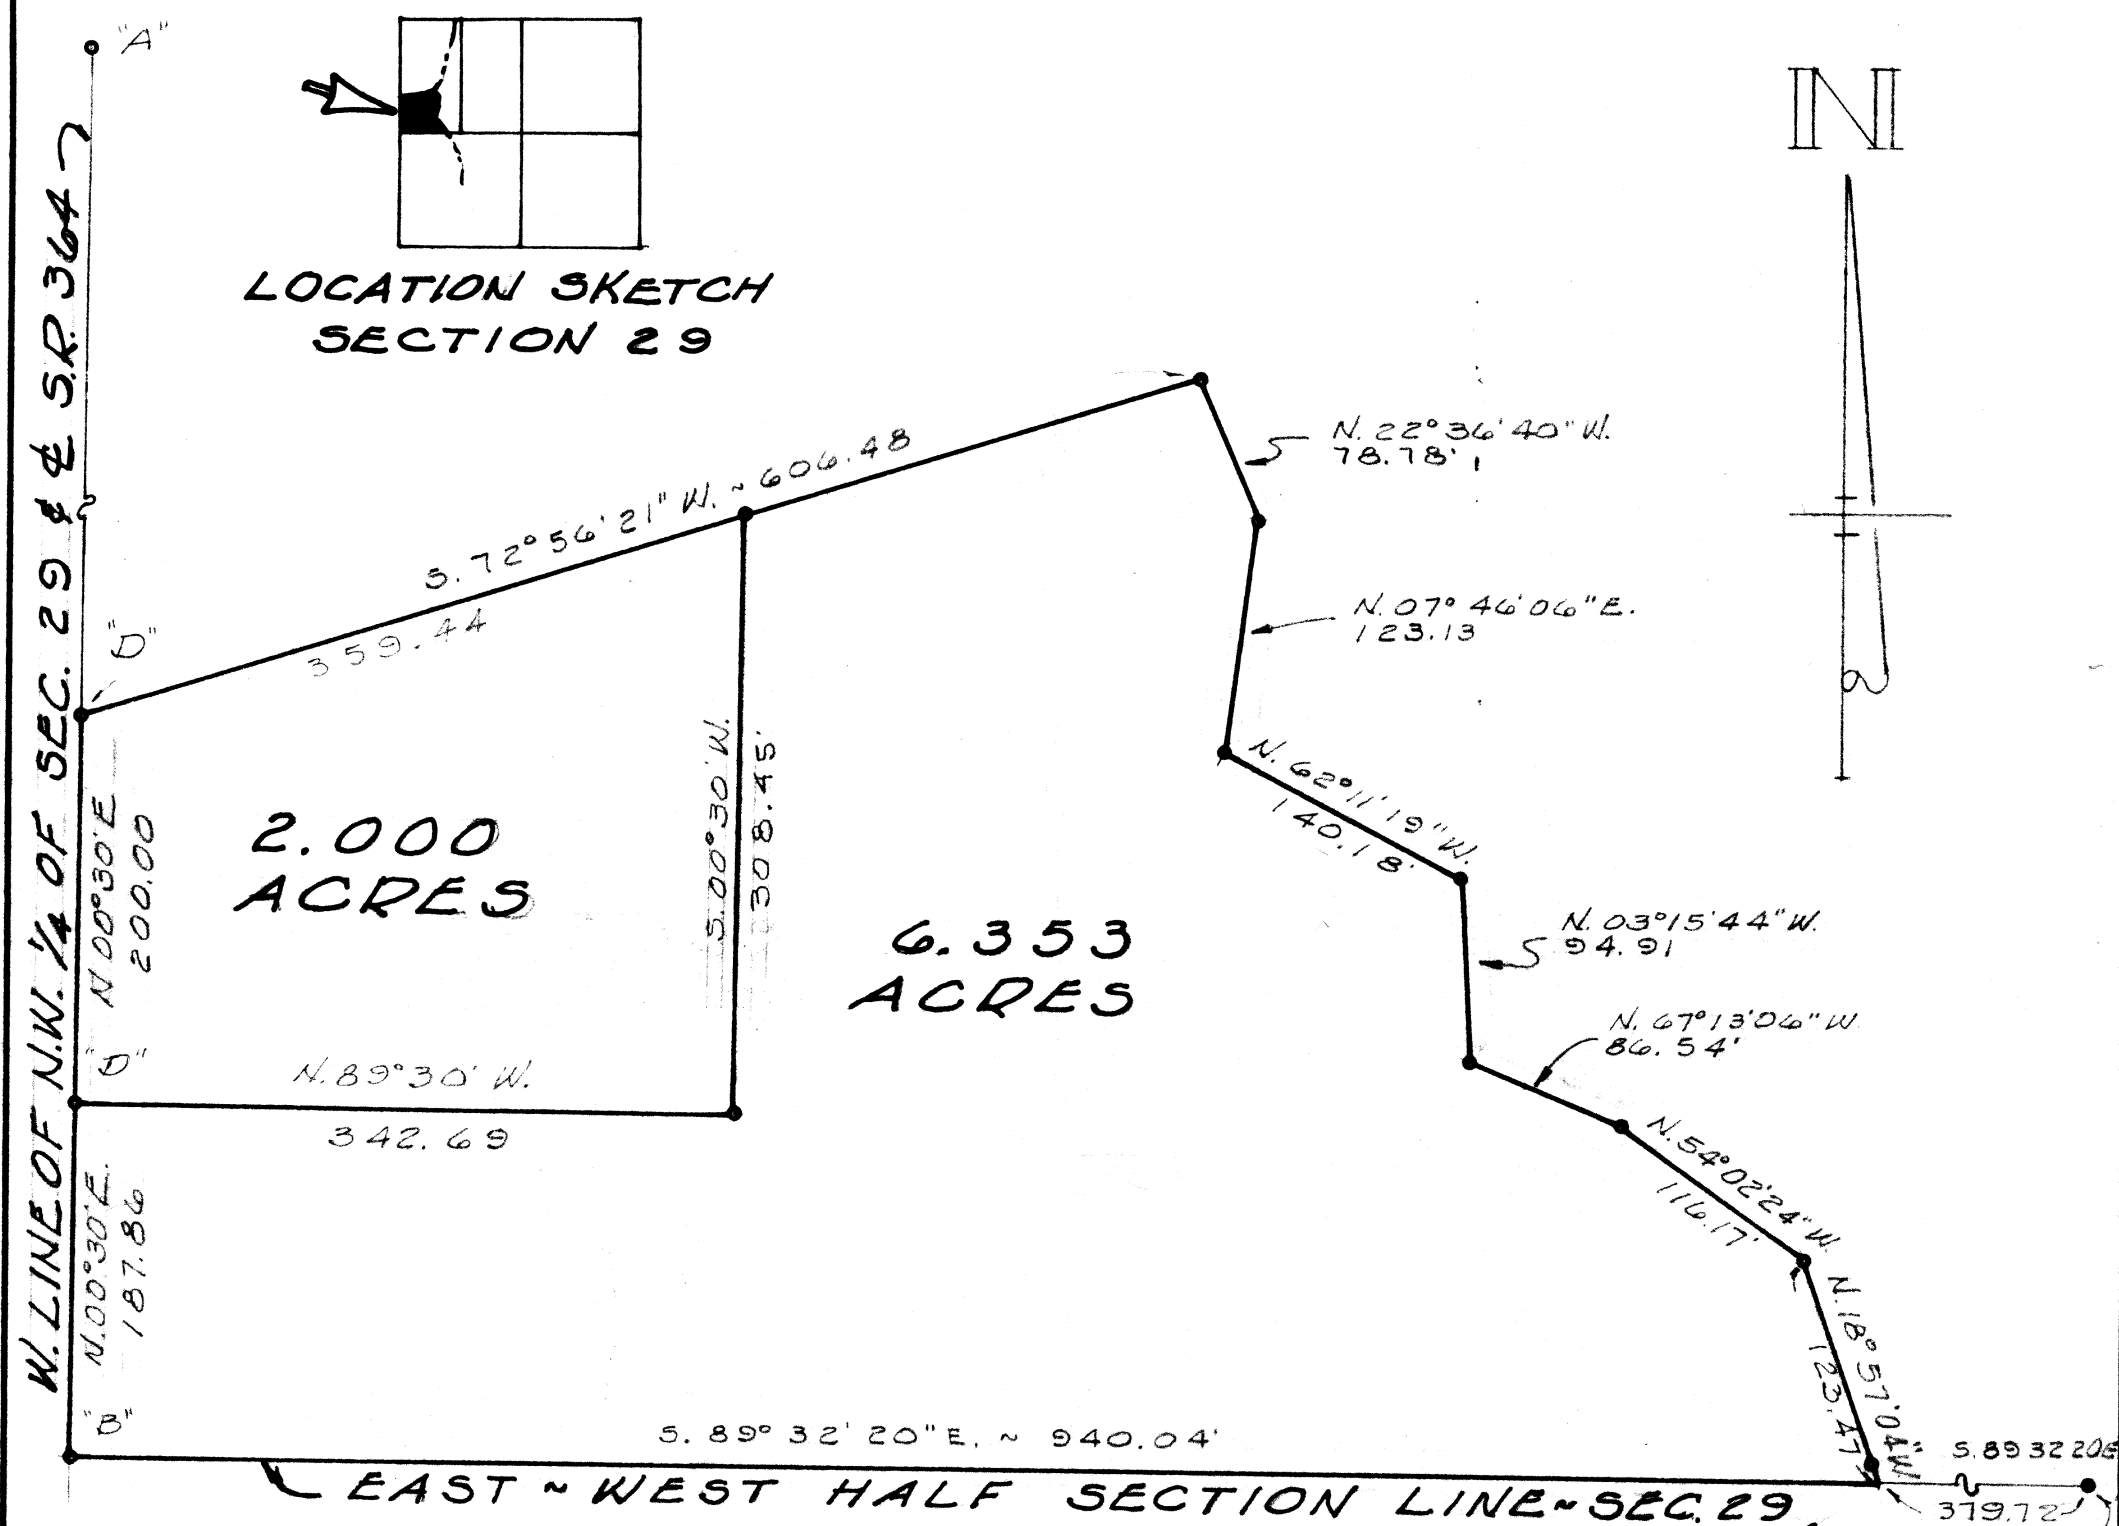 "A"
N
W. LINE OF N.W. 1/4 OF SEC. 29 & ℄ S.R. 364
LOCATION SKETCH
SECTION 29
N. 22° 36' 40" W.
78.78'
S. 72° 56' 21" W. ~ 606.48
359.44
N. 07° 46' 06" E.
123.13
"D"
S. 00° 30' W.
308.45'
N. 62° 11' 19" W.
140.18'
N 00° 30' E
200.00
2.000
ACRES
6.353
ACRES
N. 03° 15' 44" W.
94.91
N. 67° 13' 06" W.
86.54'
"D"
N. 89° 30' W.
342.69
N. 54° 02' 24" W.
116.17'
N. 00° 30' E.
187.86
N. 18° 57' 04" W.
123.47
"B"
S. 89° 32' 20" E. ~ 940.04'
S. 89 32 20 E
379.72
EAST ~ WEST HALF SECTION LINE ~ SEC. 29